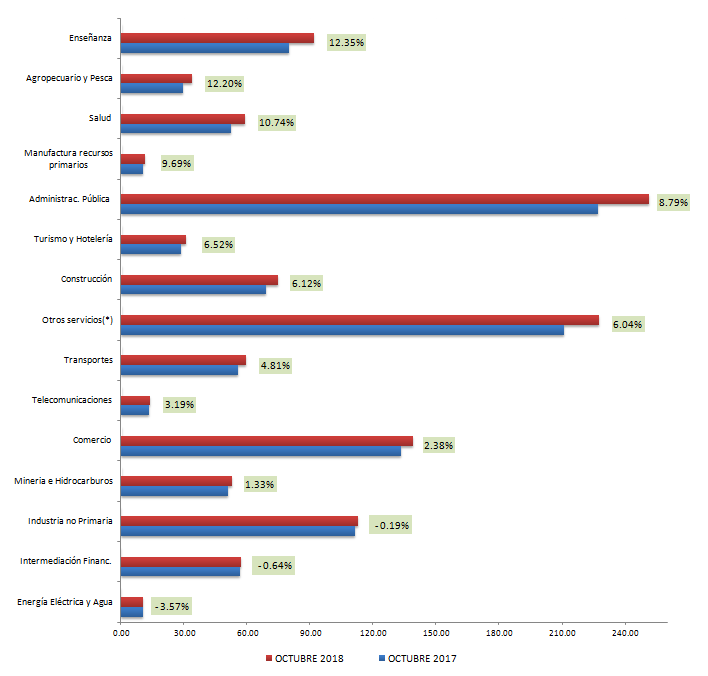 Enseñanza
12.35%
Agropecuario y Pesca
12.20%
Salud
10.74%
Manufactura recursos
primarios
9.69%
Administrac. Pública
8.79%
Turismo y Hotelería
6.52%
Construcción
6.12%
Otros servicios(*)
6.04%
Transportes
4.81%
Telecomunicaciones
3.19%
Comercio
2.38%
Minería e Hidrocarburos
1.33%
Industria no Primaria
-0.19%
Intermediación Financ.
-0.64%
Energía Eléctrica y Agua
-3.57%
0.00 30.00 60.00 90.00 120.00 150.00 180.00 210.00 240.00
OCTUBRE 2018 OCTUBRE 2017